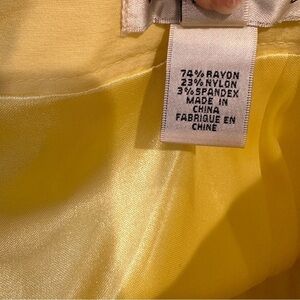 74% RAYON
23% NYLON
3% SPANDEX
MADE IN
CHINA
FABRIQUE EN
CHINE